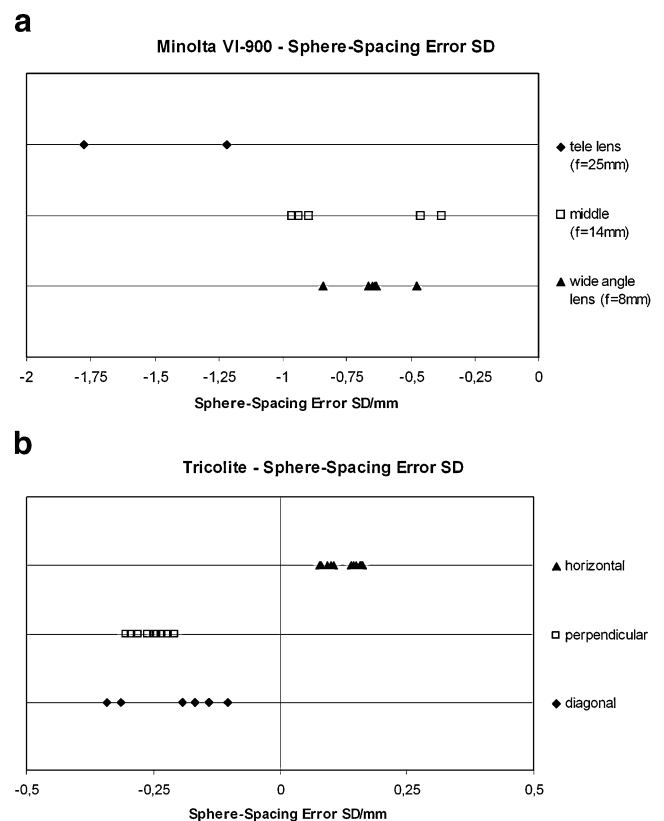 a
Minolta VI-900 - Sphere-Spacing Error SD
tele lens
(f=25mm)
middle
(f=14mm)
wide angle
lens (f=8mm)
-2 -1,75 -1,5 -1,25 -1 -0,75 -0,5 -0,25 0
Sphere-Spacing Error SD/mm
b
Tricolite - Sphere-Spacing Error SD
horizontal
perpendicular
diagonal
-0,5 -0,25 0 0,25 0,5
Sphere-Spacing Error SD/mm